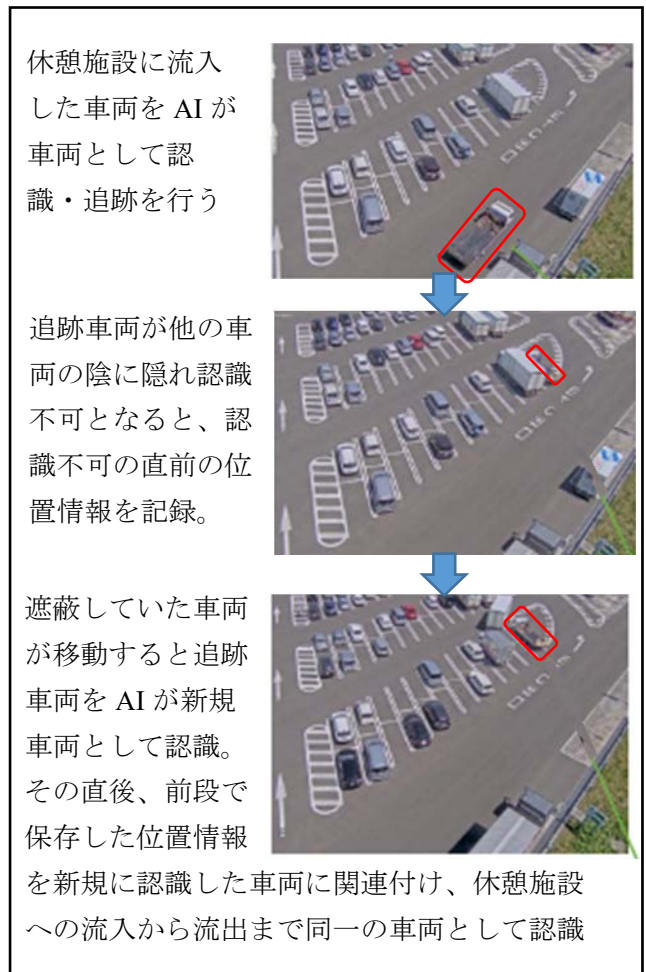 休憩施設に流入
した車両を AI が
車両として認
識・追跡を行う
追跡車両が他の車
両の陰に隠れ認識
不可となると、認
識不可の直前の位
置情報を記録。
遮蔽していた車両
が移動すると追跡
車両を AI が新規
車両として認識。
その直後、前段で
保存した位置情報
を新規に認識した車両に関連付け、休憩施設
への流入から流出まで同一の車両として認識